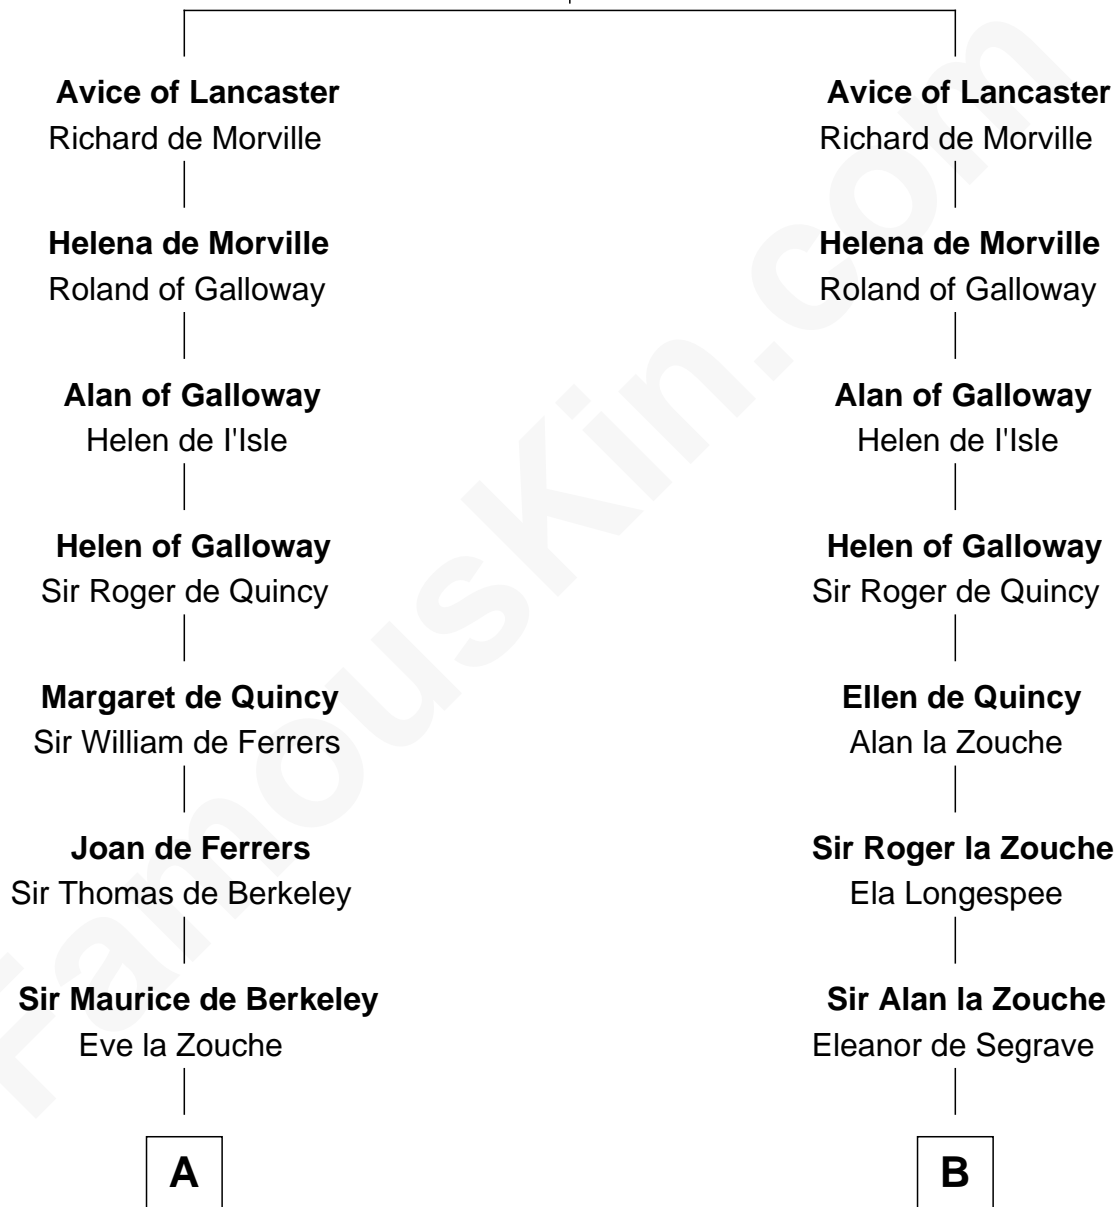 Avice of Lancaster
Richard de Morville
Helena de Morville
Roland of Galloway
Alan of Galloway
Helen de I'Isle
Helen of Galloway
Sir Roger de Quincy
Margaret de Quincy
Sir William de Ferrers
Joan de Ferrers
Sir Thomas de Berkeley
Sir Maurice de Berkeley
Eve la Zouche
A
Avice of Lancaster
Richard de Morville
Helena de Morville
Roland of Galloway
Alan of Galloway
Helen de I'Isle
Helen of Galloway
Sir Roger de Quincy
Ellen de Quincy
Alan la Zouche
Sir Roger la Zouche
Ela Longespee
Sir Alan la Zouche
Eleanor de Segrave
B
FamousKin.com